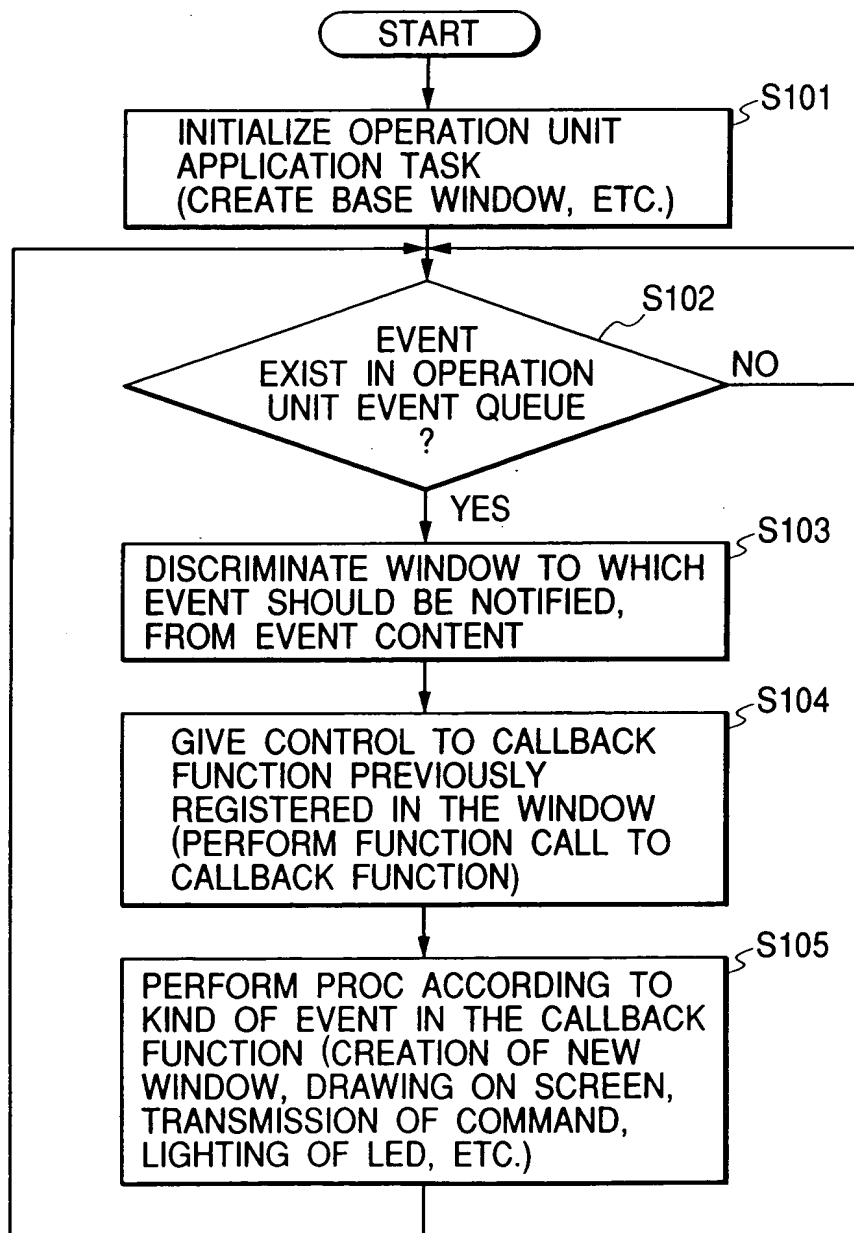 START
S101
INITIALIZE OPERATION UNIT
APPLICATION TASK
(CREATE BASE WINDOW, ETC.)
S102
EVENT
EXIST IN OPERATION
UNIT EVENT QUEUE
?
NO
YES
S103
DISCRIMINATE WINDOW TO WHICH
EVENT SHOULD BE NOTIFIED,
FROM EVENT CONTENT
S104
GIVE CONTROL TO CALLBACK
FUNCTION PREVIOUSLY
REGISTERED IN THE WINDOW
(PERFORM FUNCTION CALL TO
CALLBACK FUNCTION)
S105
PERFORM PROC ACCORDING TO
KIND OF EVENT IN THE CALLBACK
FUNCTION (CREATION OF NEW
WINDOW, DRAWING ON SCREEN,
TRANSMISSION OF COMMAND,
LIGHTING OF LED, ETC.)